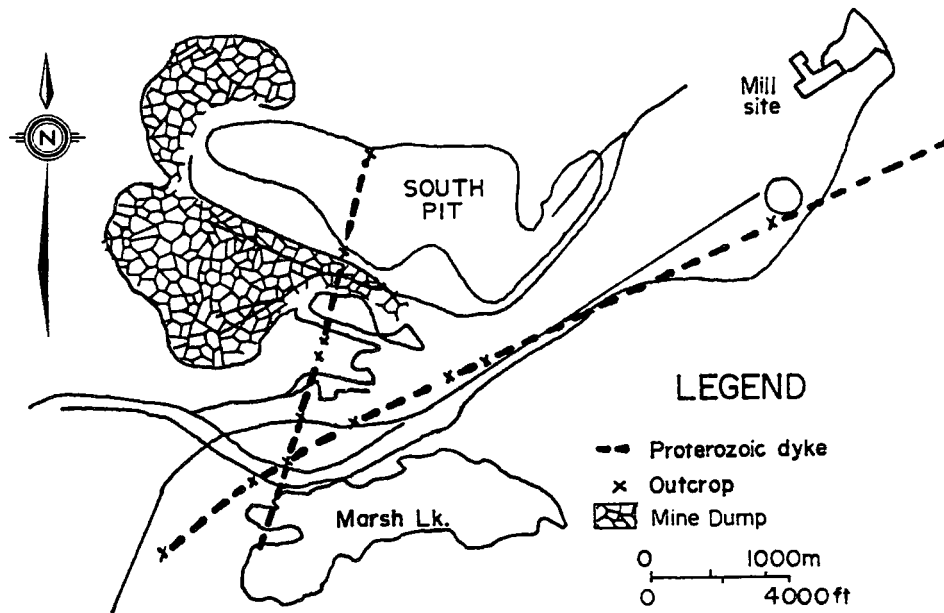 N
Mill
site
SOUTH
PIT
LEGEND
Proterozoic dyke
x Outcrop
Mine Dump
Marsh Lk.
0 1000m
0 4000ft